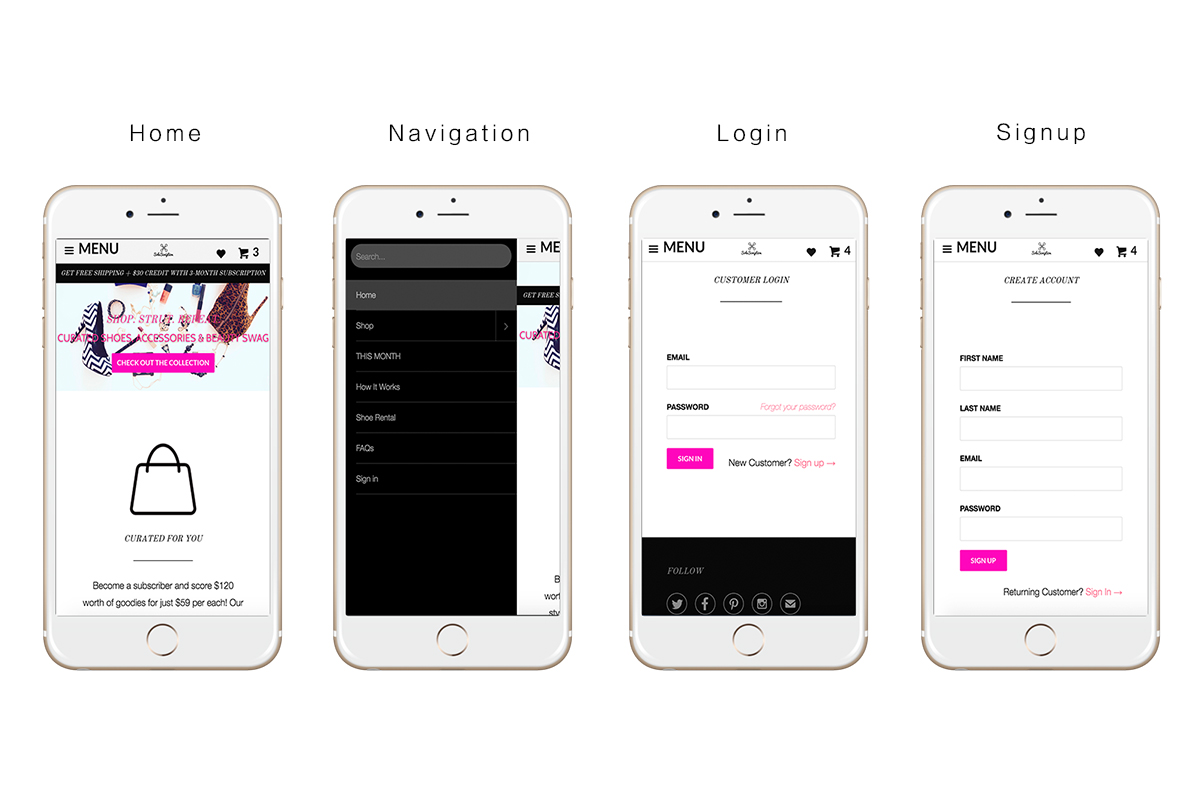 Home
Navigation
Login
Signup
MENU
3
GET FREE SHIPPING + $30 CREDIT WITH 3-MONTH SUBSCRIPTION
SHOP. STRUT. REPEAT.
CURATED SHOES, ACCESSORIES & BEAUTY SWAG
CHECK OUT THE COLLECTION
CURATED FOR YOU
Become a subscriber and score $120
worth of goodies for just $59 per each! Our
Search...
Home
Shop
THIS MONTH
How It Works
Shoe Rental
FAQs
Sign in
ME
GET FREE S
CURATED
B
wort
sty
MENU
4
CUSTOMER LOGIN
EMAIL
PASSWORD
Forgot your password?
SIGN IN
New Customer? Sign up →
FOLLOW
MENU
4
CREATE ACCOUNT
FIRST NAME
LAST NAME
EMAIL
PASSWORD
SIGN UP
Returning Customer? Sign In →